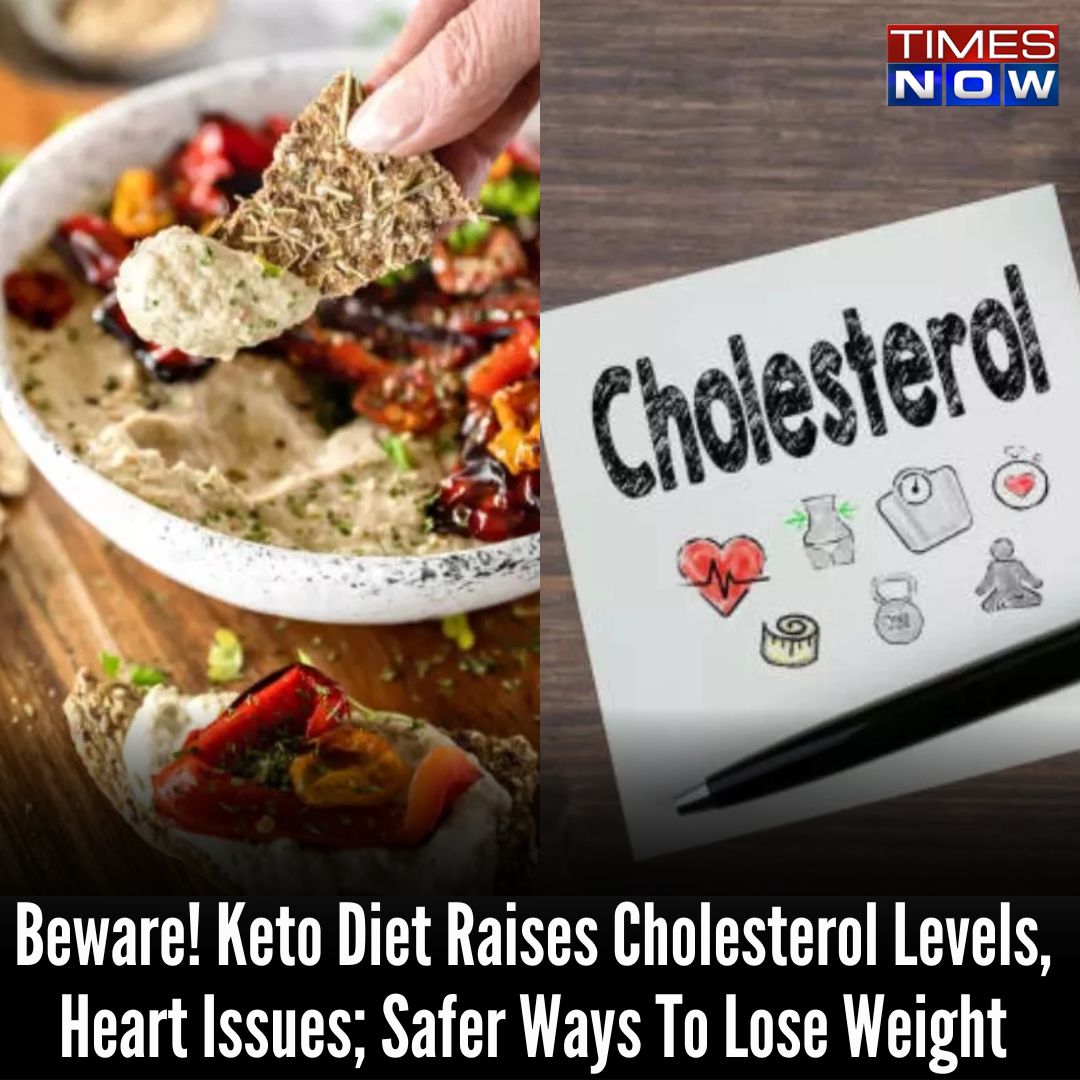 TIMES
NOW
Cholesterol
Beware! Keto Diet Raises Cholesterol Levels,
Heart Issues; Safer Ways To Lose Weight